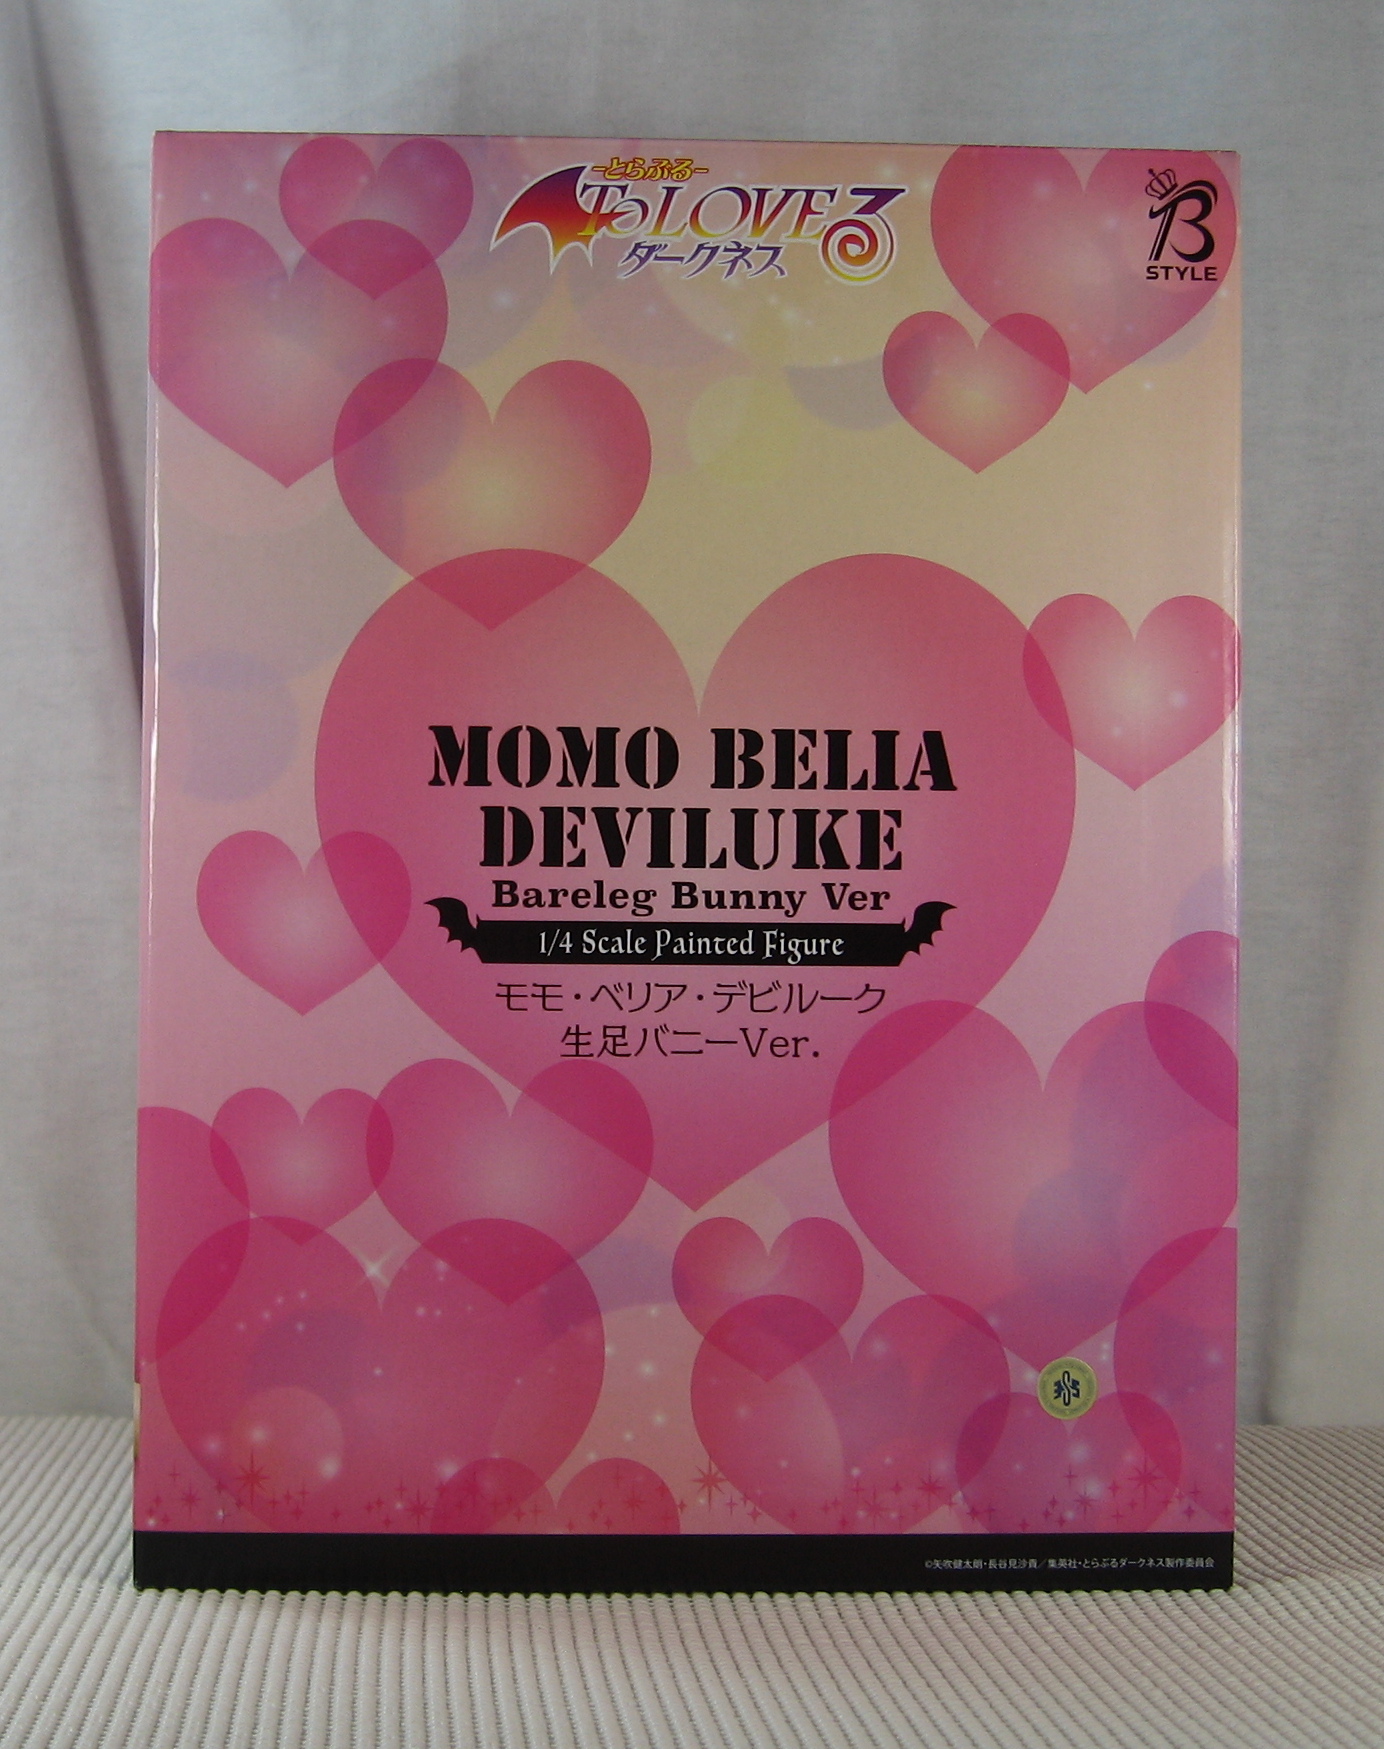 -とらぶる-
To LOVEる
ダークネス
B
STYLE
MOMO BELIA
DEVILUKE
Bareleg Bunny Ver
1/4 Scale Painted Figure
モモ・ベリア・デビルーク
生足バニーVer.
©矢吹健太朗・長谷見沙貴／集英社・とらぶるダークネス製作委員会